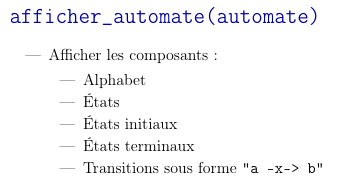 afficher_automate(automate)
— Afficher les composants :
— Alphabet
— États
— États initiaux
— États terminaux
— Transitions sous forme "a -x-> b"